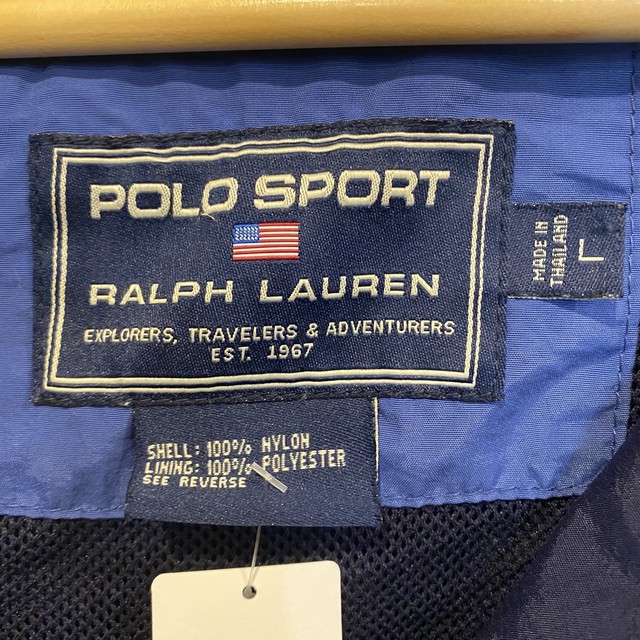 POLO SPORT
RALPH LAUREN
EXPLORERS, TRAVELERS & ADVENTURERS
EST. 1967
MADE IN
THAILAND
L
SHELL: 100% NYLON
LINING: 100% POLYESTER
SEE REVERSE